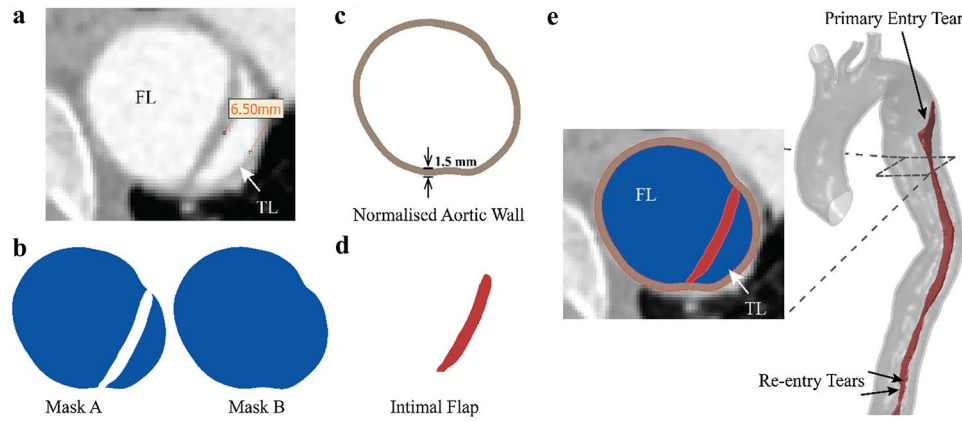 a
FL
6.50mm
TL
b
Mask A
Mask B
c
1.5 mm
Normalised Aortic Wall
d
Intimal Flap
e
Primary Entry Tear
FL
TL
Re-entry Tears